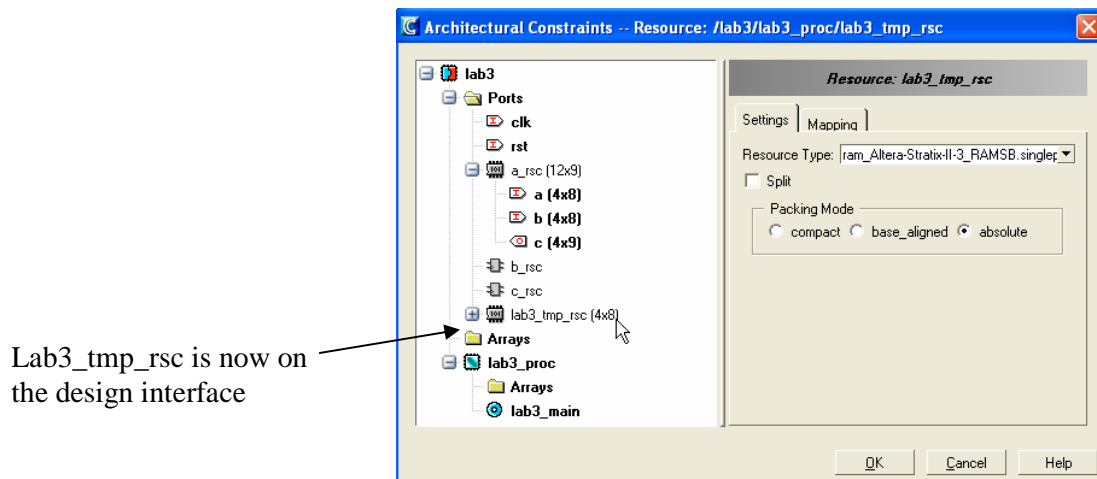 Architectural Constraints -- Resource: /lab3/lab3_proc/lab3_tmp_rsc
lab3
Ports
clk
rst
a_rsc (12x9)
a (4x8)
b (4x8)
c (4x9)
b_rsc
c_rsc
lab3_tmp_rsc (4x8)
Arrays
lab3_proc
Arrays
lab3_main
Resource: lab3_tmp_rsc
Settings
Mapping
Resource Type: ram_Altera-Stratix-II-3_RAMSB.singlep
Split
Packing Mode
compact base_aligned absolute
OK Cancel Help
Lab3_tmp_rsc is now on
the design interface